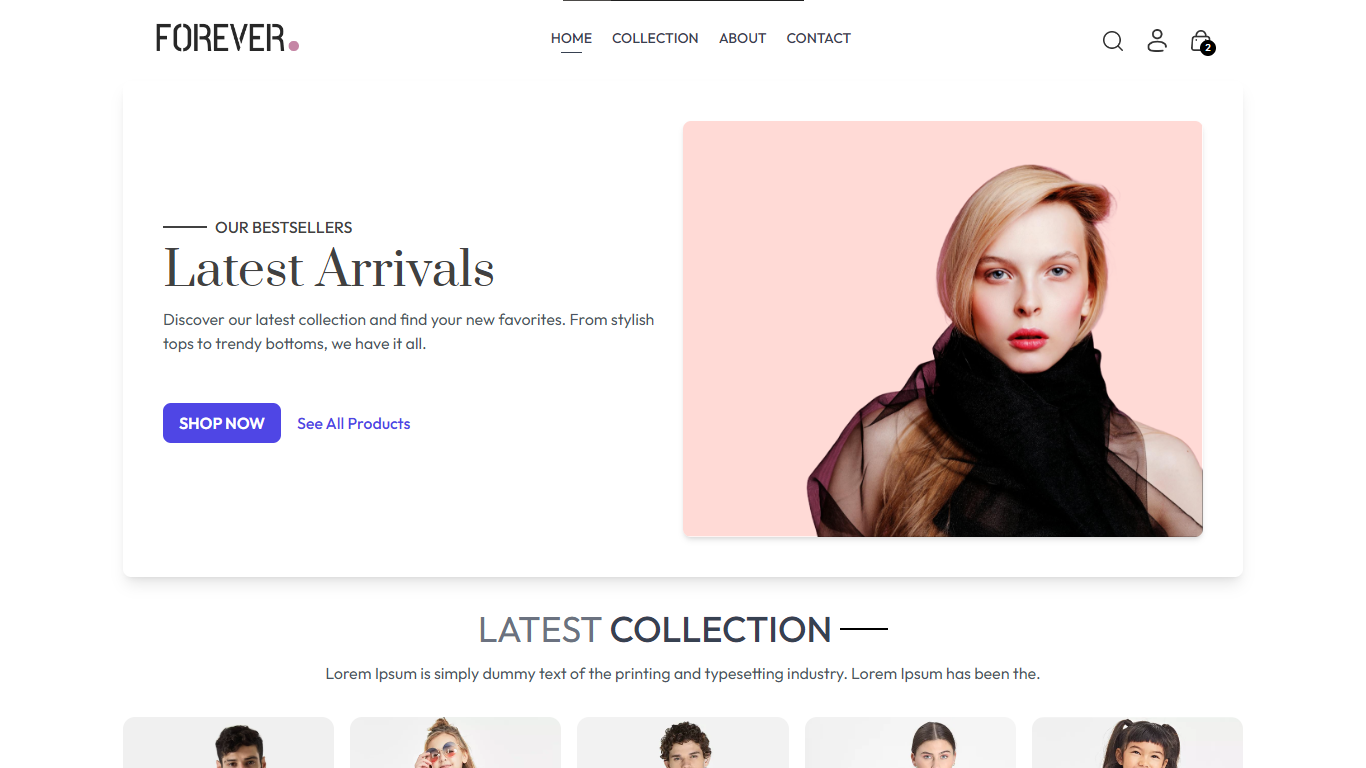 FOREVER.
HOME COLLECTION ABOUT CONTACT
2
OUR BESTSELLERS
Latest Arrivals
Discover our latest collection and find your new favorites. From stylish
tops to trendy bottoms, we have it all.
SHOP NOW See All Products
LATEST COLLECTION
Lorem Ipsum is simply dummy text of the printing and typesetting industry. Lorem Ipsum has been the.